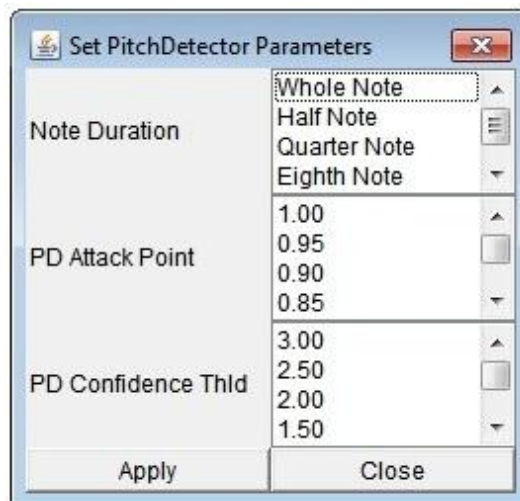 Set PitchDetector Parameters
Note Duration
Whole Note
Half Note
Quarter Note
Eighth Note
PD Attack Point
1.00
0.95
0.90
0.85
PD Confidence Thld
3.00
2.50
2.00
1.50
Apply
Close